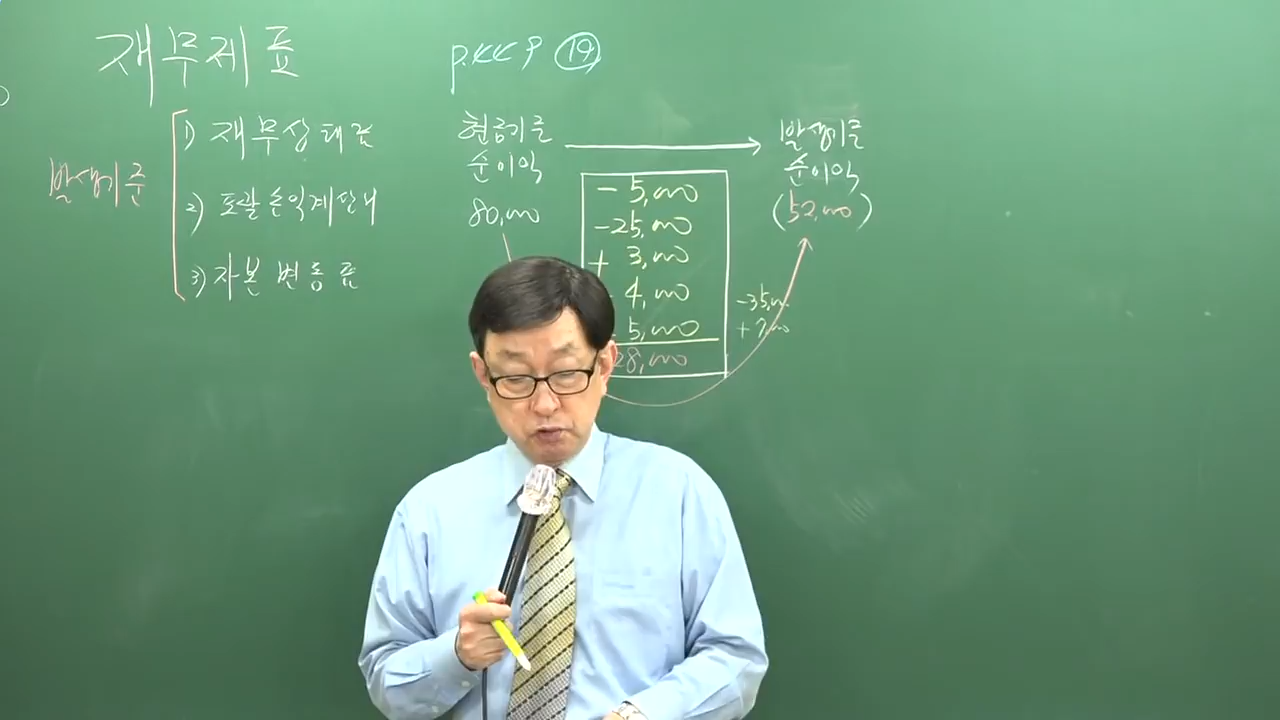 재무제표
p.449 ⑲
발생기준
1) 재무상태표
2) 포괄손익계산서
3) 자본변동표
현금기준
순이익
80,000
- 5,000
-25,000
+ 3,000
4,000
5,000
28,000
발생기준
순이익
(52,000)
-35,000
+ 7,000